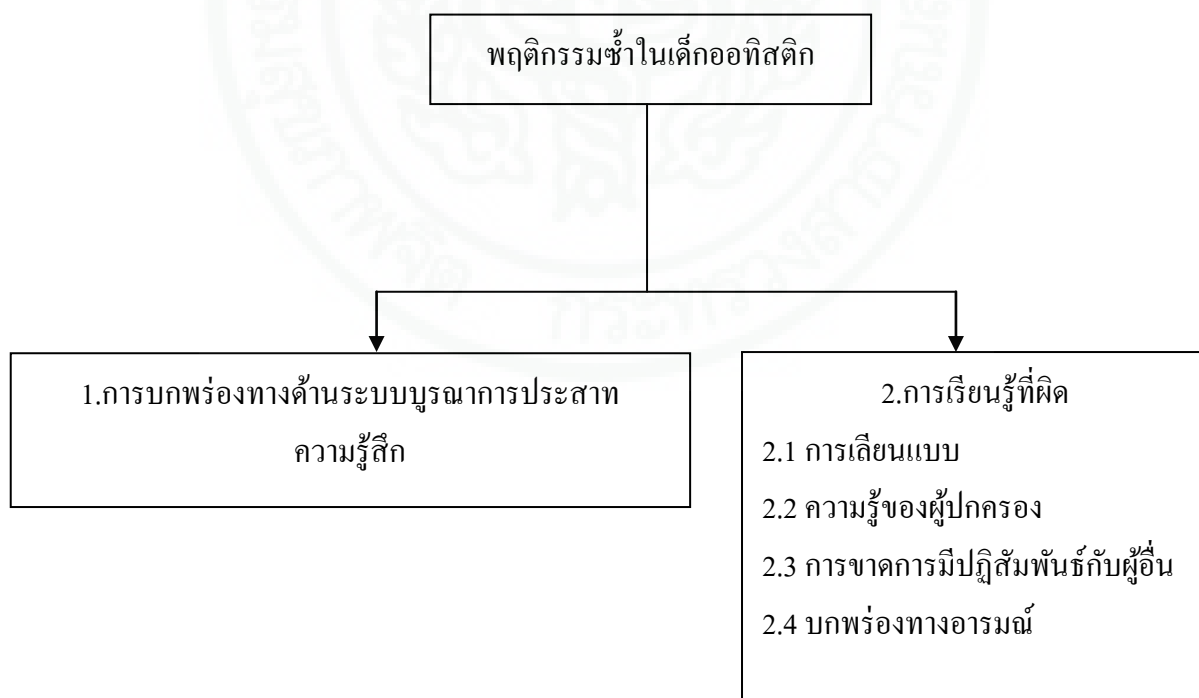 พฤติกรรมซ้ำในเด็กออทิสติก
1.การบกพร่องทางด้านระบบบูรณาการประสาท
ความรู้สึก
2.การเรียนรู้ที่ผิด
2.1 การเลียนแบบ
2.2 ความรู้ของผู้ปกครอง
2.3 การขาดการมีปฏิสัมพันธ์กับผู้อื่น
2.4 บกพร่องทางอารมณ์